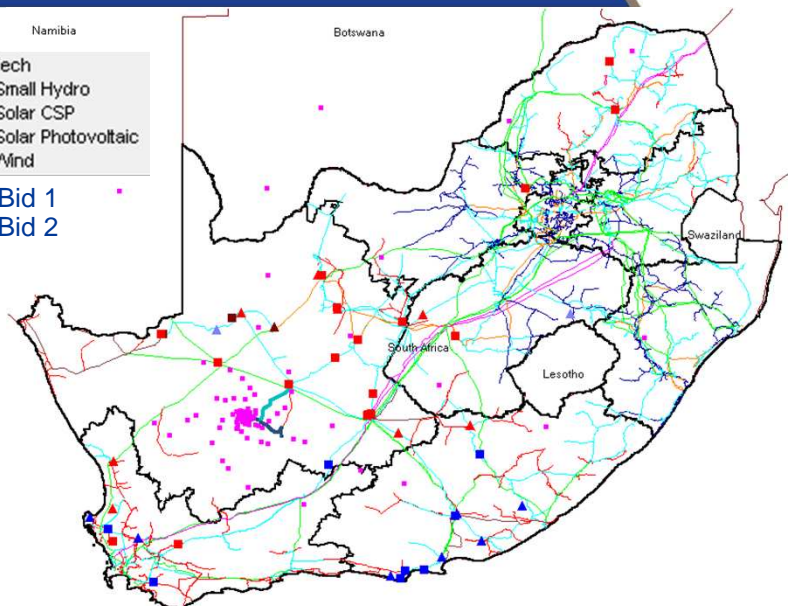 Namibia
Botswana
ech
Small Hydro
Solar CSP
Solar Photovoltaic
Wind
Bid 1
Bid 2
Swaziland
South Africa
Lesotho